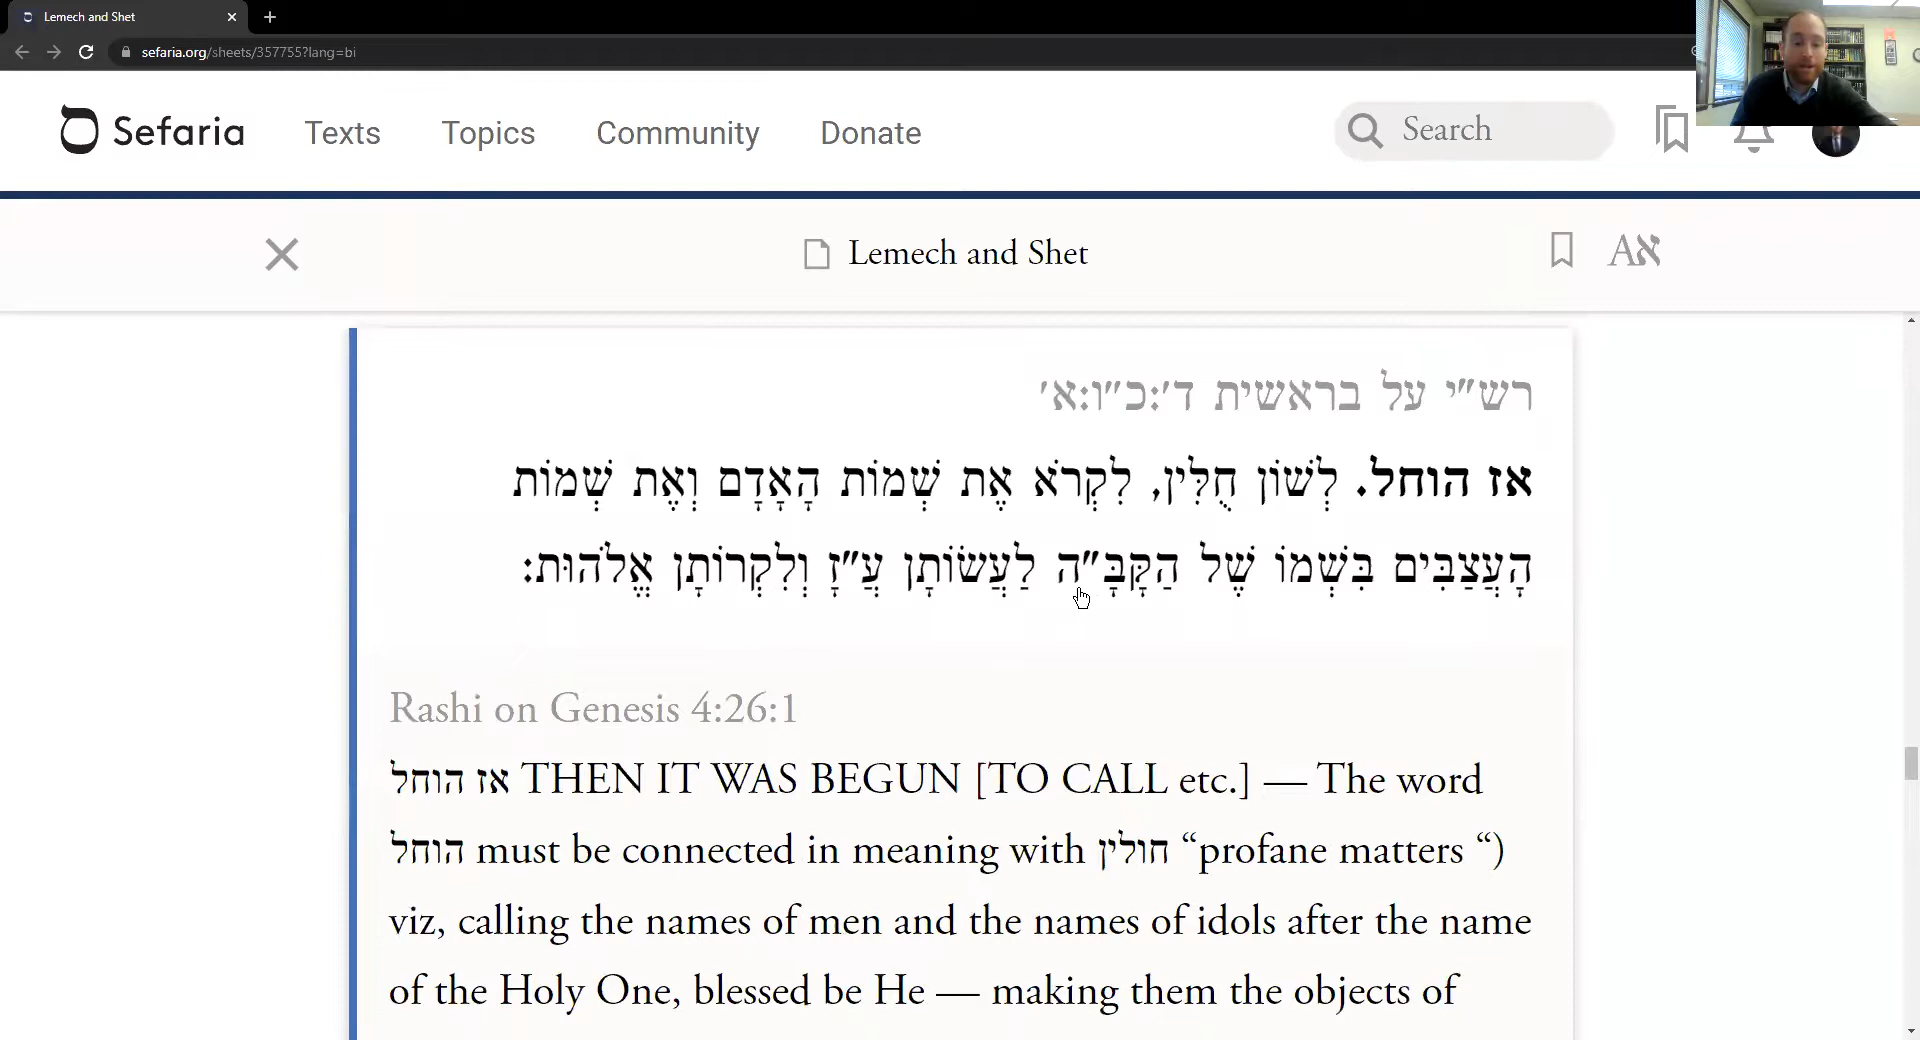 Lemech and Shet
sefaria.org/sheets/357755?lang=bi
Sefaria Texts Topics Community Donate Search
Lemech and Shet
Aא
רש״י על בראשית ד׳:כ״ו:א׳
אז הוחל. לְשׁוֹן חֻלִּין, לִקְרֹא אֶת שְׁמוֹת הָאָדָם וְאֶת שְׁמוֹת
הָעֲצַבִּים בִּשְׁמוֹ שֶׁל הַקָּבָּ״ה לַעֲשׂוֹתָן עֲ״זָ וְלִקְרוֹתָן אֱלֹהוּת:
Rashi on Genesis 4:26:1
אז הוחל THEN IT WAS BEGUN [TO CALL etc.] — The word
הוחל must be connected in meaning with חולין “profane matters “)
viz, calling the names of men and the names of idols after the name
of the Holy One, blessed be He — making them the objects of